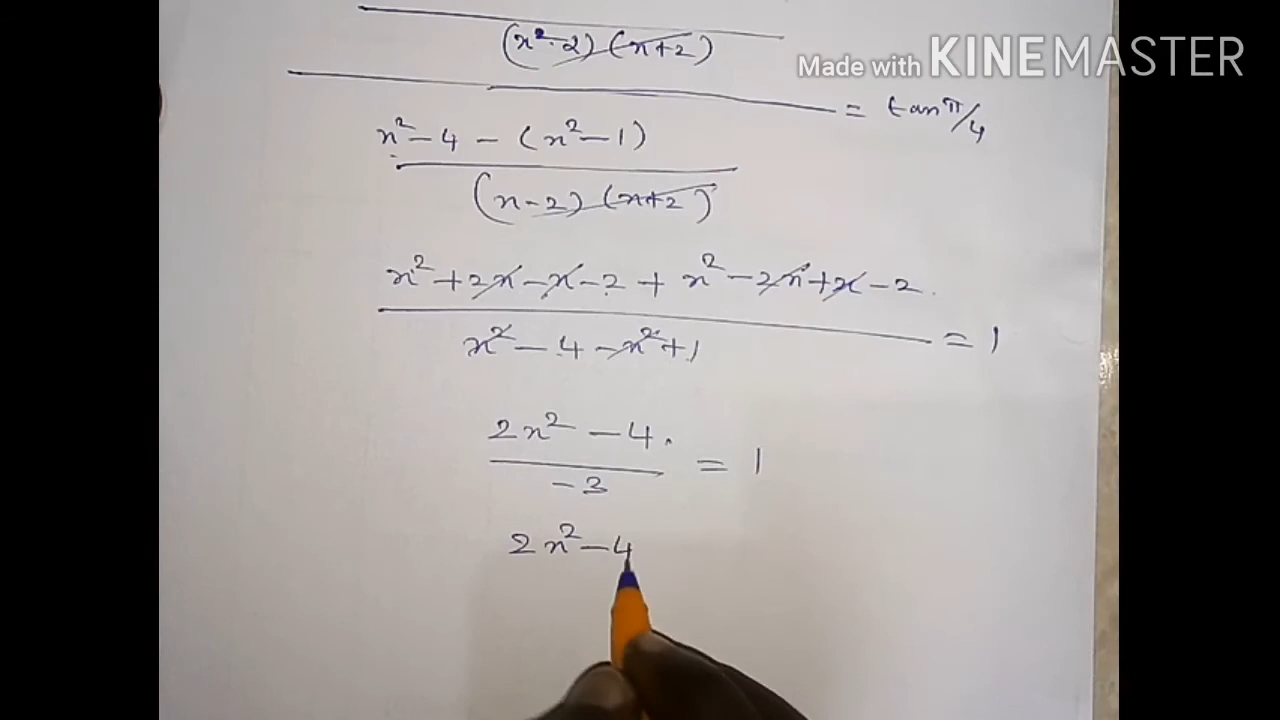 (x²-2)(x+2)
Made with KINEMASTER
= tan π/4
x² - 4 - (x² - 1)
(x - 2) (x + 2)
x² + 2x - x - 2 + x² - 2x + x - 2
x² - 4 - x² + 1 = 1
2x² - 4 .
- 3 = 1
2x² - 4